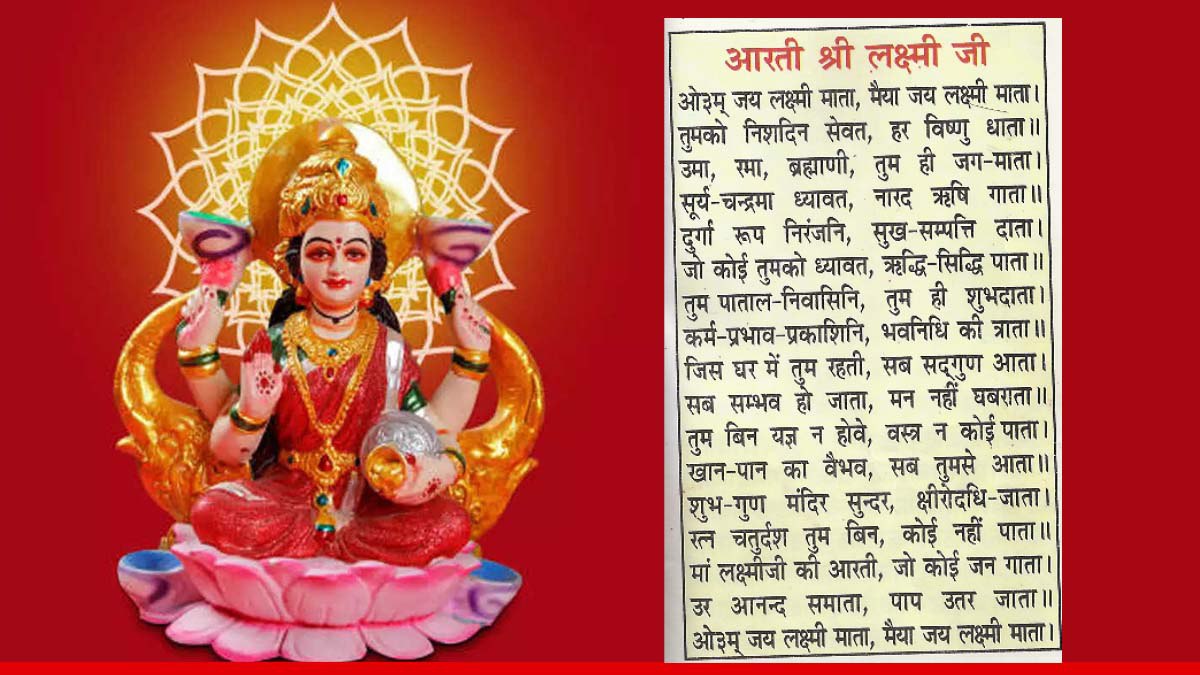 आरती श्री लक्ष्मी जी
ओ३म् जय लक्ष्मी माता, मैया जय लक्ष्मी माता।
तुमको निशदिन सेवत, हर विष्णु धाता॥
उमा, रमा, ब्रह्माणी, तुम ही जग-माता।
सूर्य-चन्द्रमा ध्यावत, नारद ऋषि गाता॥
दुर्गा रूप निरंजनि, सुख-सम्पत्ति दाता।
जो कोई तुमको ध्यावत, ऋद्धि-सिद्धि पाता॥
तुम पाताल-निवासिनि, तुम ही शुभदाता।
कर्म-प्रभाव-प्रकाशिनि, भवनिधि की त्राता॥
जिस घर में तुम रहती, सब सद्‌गुण आता।
सब सम्भव हो जाता, मन नहीं घबराता॥
तुम बिन यज्ञ न होवे, वस्त्र न कोई पाता।
खान-पान का वैभव, सब तुमसे आता॥
शुभ-गुण मंदिर सुन्दर, क्षीरोदधि-जाता।
रत्न चतुर्दश तुम बिन, कोई नहीं पाता॥
मां लक्ष्मीजी की आरती, जो कोई जन गाता।
उर आनन्द समाता, पाप उतर जाता॥
ओ३म् जय लक्ष्मी माता, मैया जय लक्ष्मी माता।